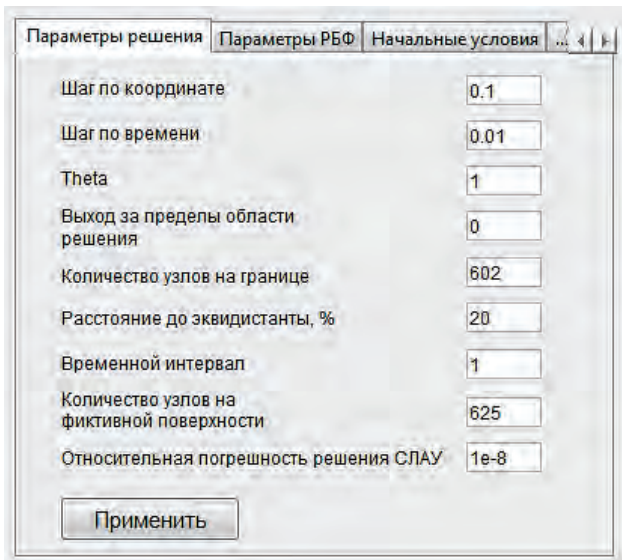 Параметры решения Параметры РБФ Начальные условия ...
Шаг по координате 0.1
Шаг по времени 0.01
Theta 1
Выход за пределы области
решения 0
Количество узлов на границе 602
Расстояние до эквидистанты, % 20
Временной интервал 1
Количество узлов на
фиктивной поверхности 625
Относительная погрешность решения СЛАУ 1e-8
Применить